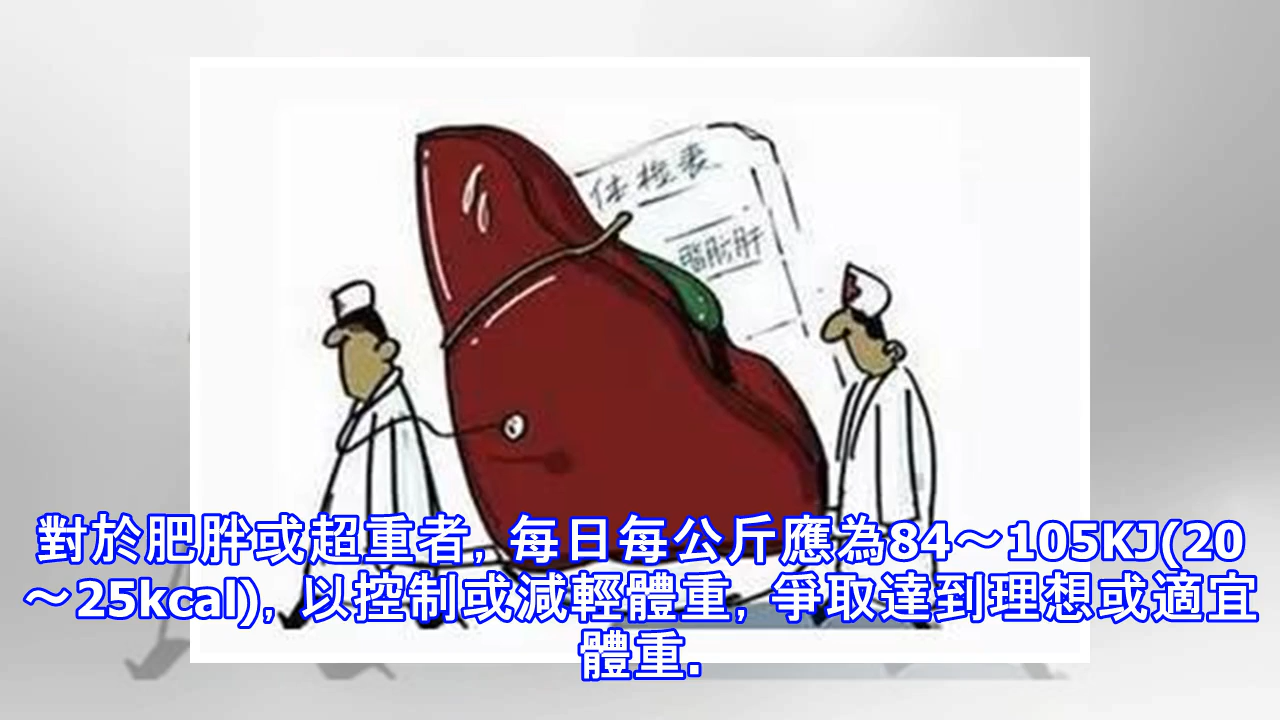 体检表
脂肪肝
對於肥胖或超重者, 每日每公斤應為84～105KJ(20
～25kcal), 以控制或減輕體重, 爭取達到理想或適宜
體重.